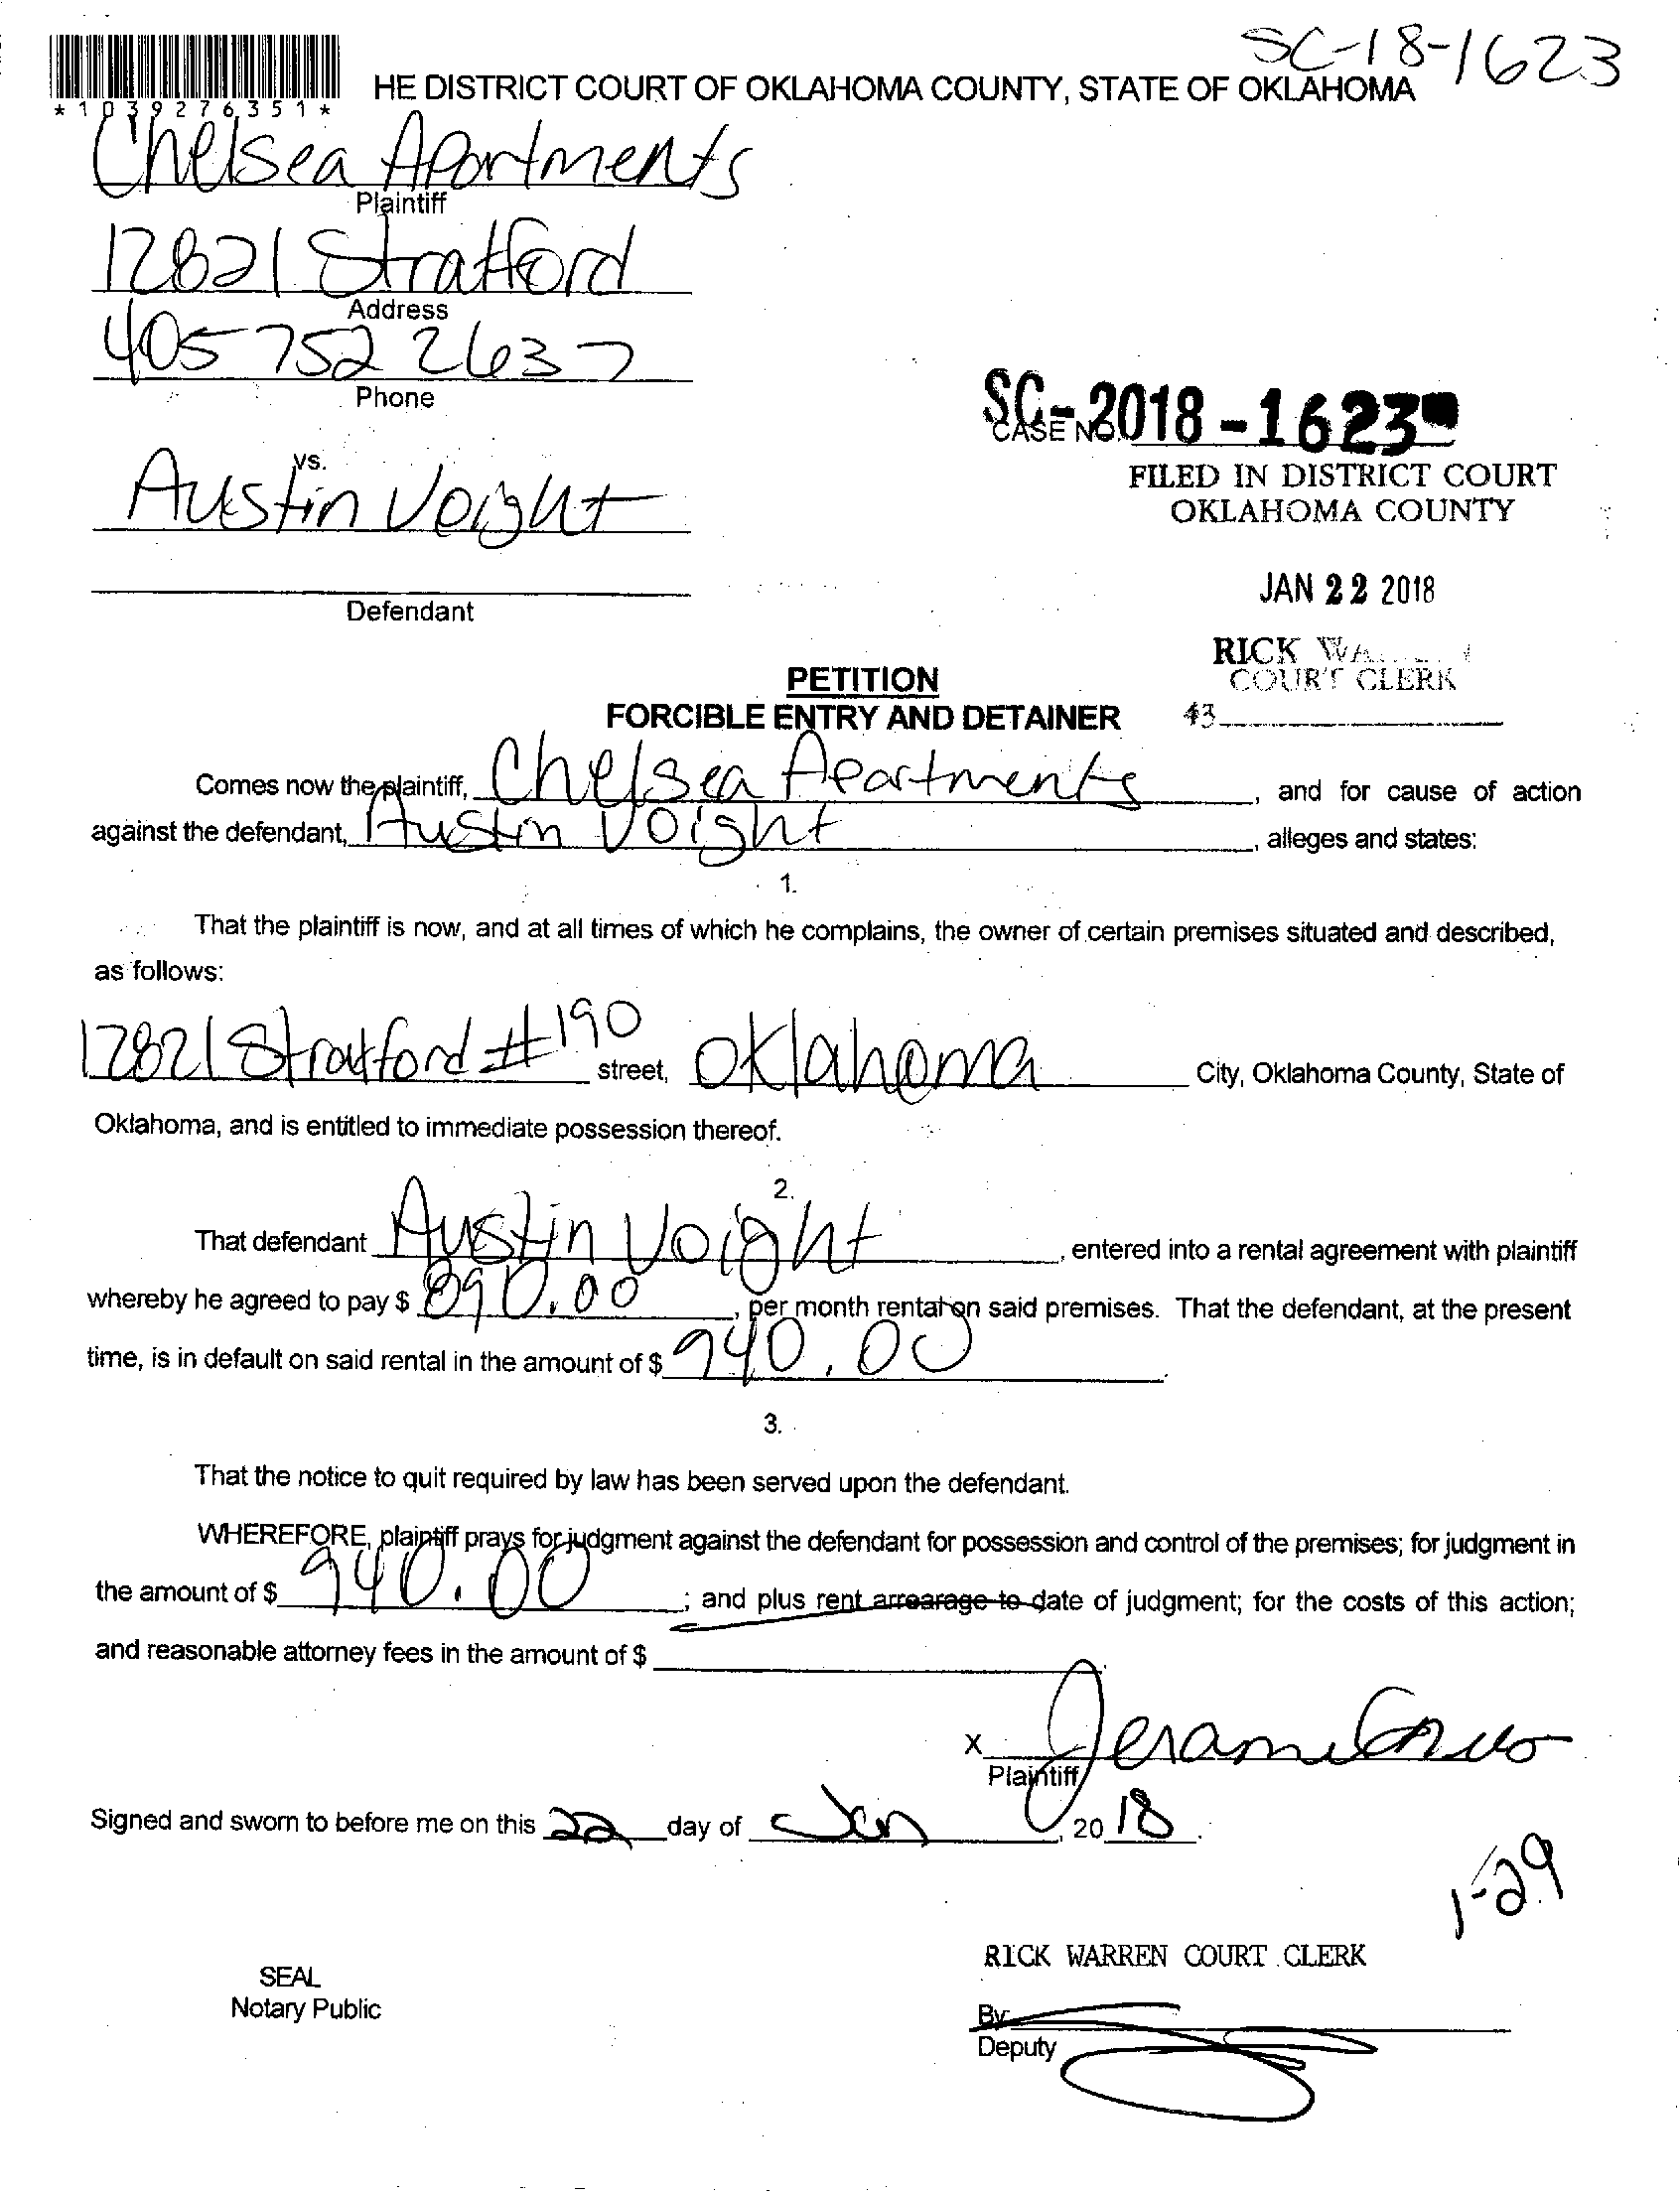 SC-18-1623
*1039276351*
HE DISTRICT COURT OF OKLAHOMA COUNTY, STATE OF OKLAHOMA
Chelsea Apartments
Plaintiff
12821 Stratford
Address
405 752 2637
Phone
SC-2018-1623
CASE NO.
FILED IN DISTRICT COURT
OKLAHOMA COUNTY
vs.
Austin Voight
JAN 22 2018
Defendant
RICK
COURT CLERK
43
PETITION
FORCIBLE ENTRY AND DETAINER
Comes now the plaintiff, Chelsea Apartments, and for cause of action
against the defendant, Austin Voight, alleges and states:
1.
That the plaintiff is now, and at all times of which he complains, the owner of certain premises situated and described,
as follows:
12821 Stratford #190 street, Oklahoma City, Oklahoma County, State of
Oklahoma, and is entitled to immediate possession thereof.
2.
That defendant Austin Voight, entered into a rental agreement with plaintiff
whereby he agreed to pay $ 890.00, per month rental on said premises. That the defendant, at the present
time, is in default on said rental in the amount of $ 940.00.
3.
That the notice to quit required by law has been served upon the defendant.
WHEREFORE, plaintiff prays for judgment against the defendant for possession and control of the premises; for judgment in
the amount of $ 940.00; and plus rent arrearage to date of judgment; for the costs of this action;
and reasonable attorney fees in the amount of $
X
Plaintiff
Signed and sworn to before me on this 22 day of Jan, 20 18.
1-29
RICK WARREN COURT CLERK
SEAL
Notary Public
By
Deputy